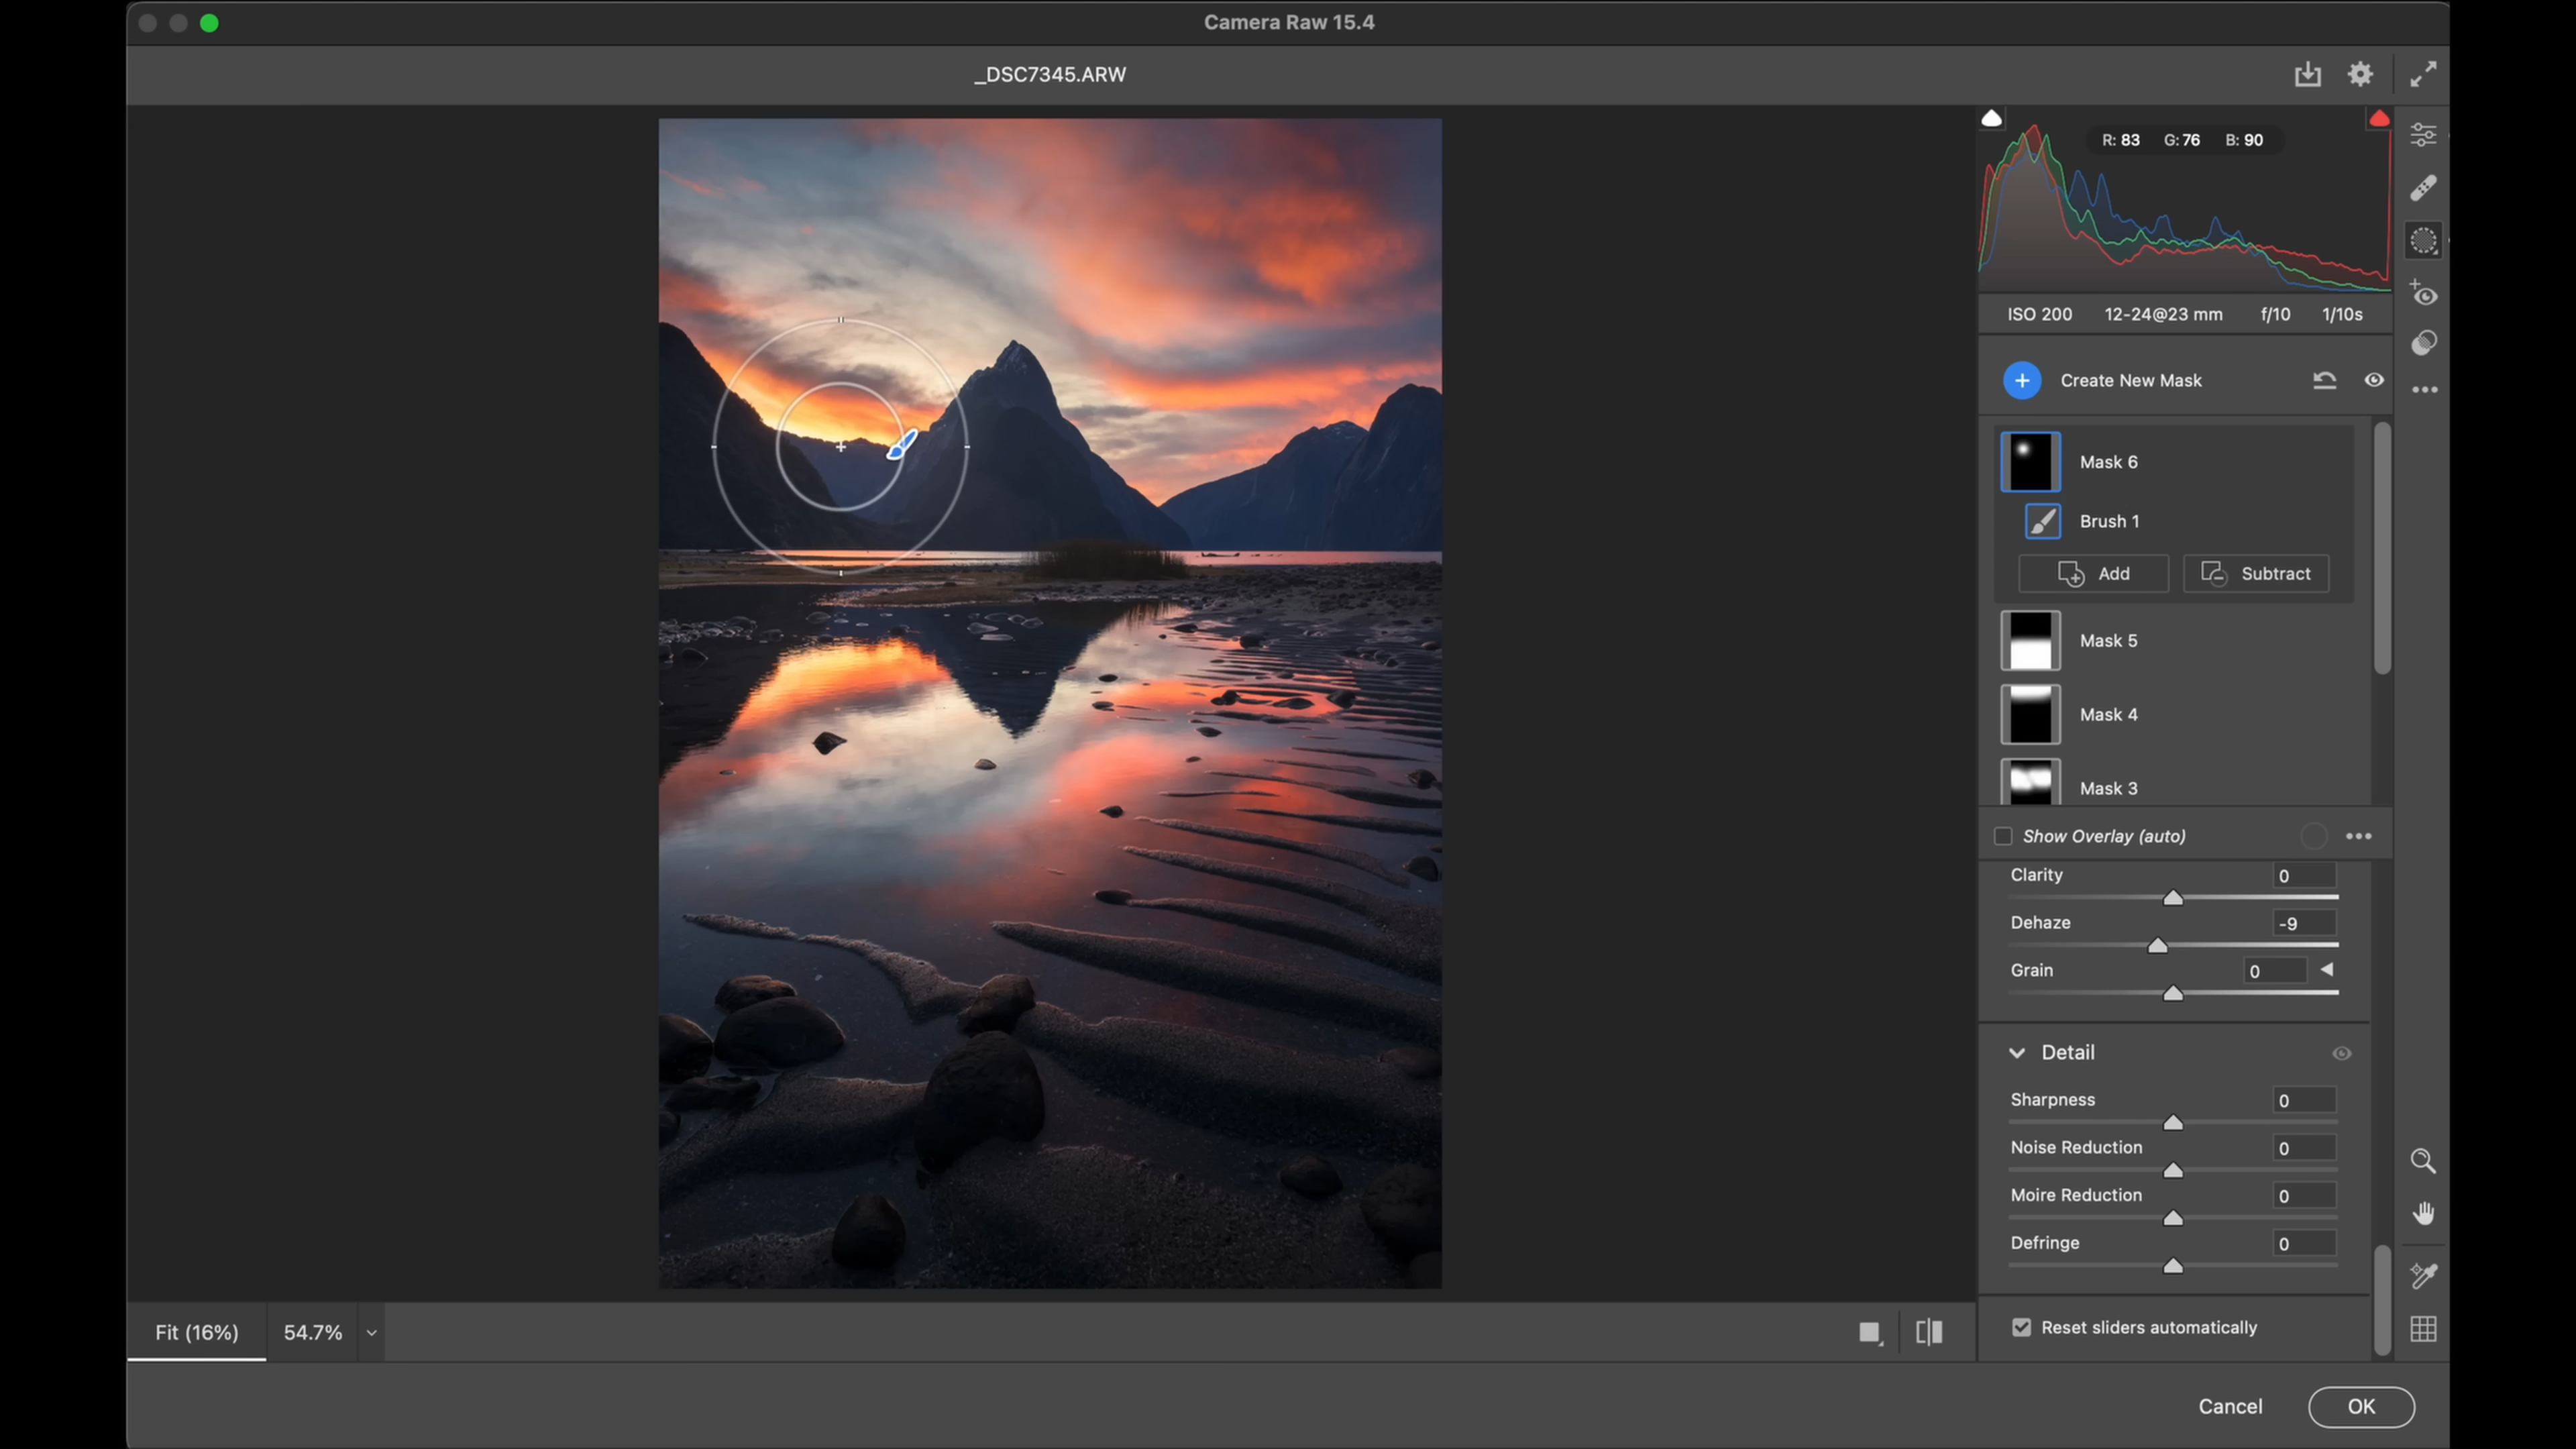 Camera Raw 15.4
_DSC7345.ARW
R: 83 G: 76 B: 90
ISO 200 12-24@23 mm f/10 1/10s
Create New Mask
Mask 6
Brush 1
Add Subtract
Mask 5
Mask 4
Mask 3
Show Overlay (auto)
Clarity 0
Dehaze -9
Grain 0
Detail
Sharpness 0
Noise Reduction 0
Moire Reduction 0
Defringe 0
Reset sliders automatically
Fit (16%) 54.7%
Cancel OK